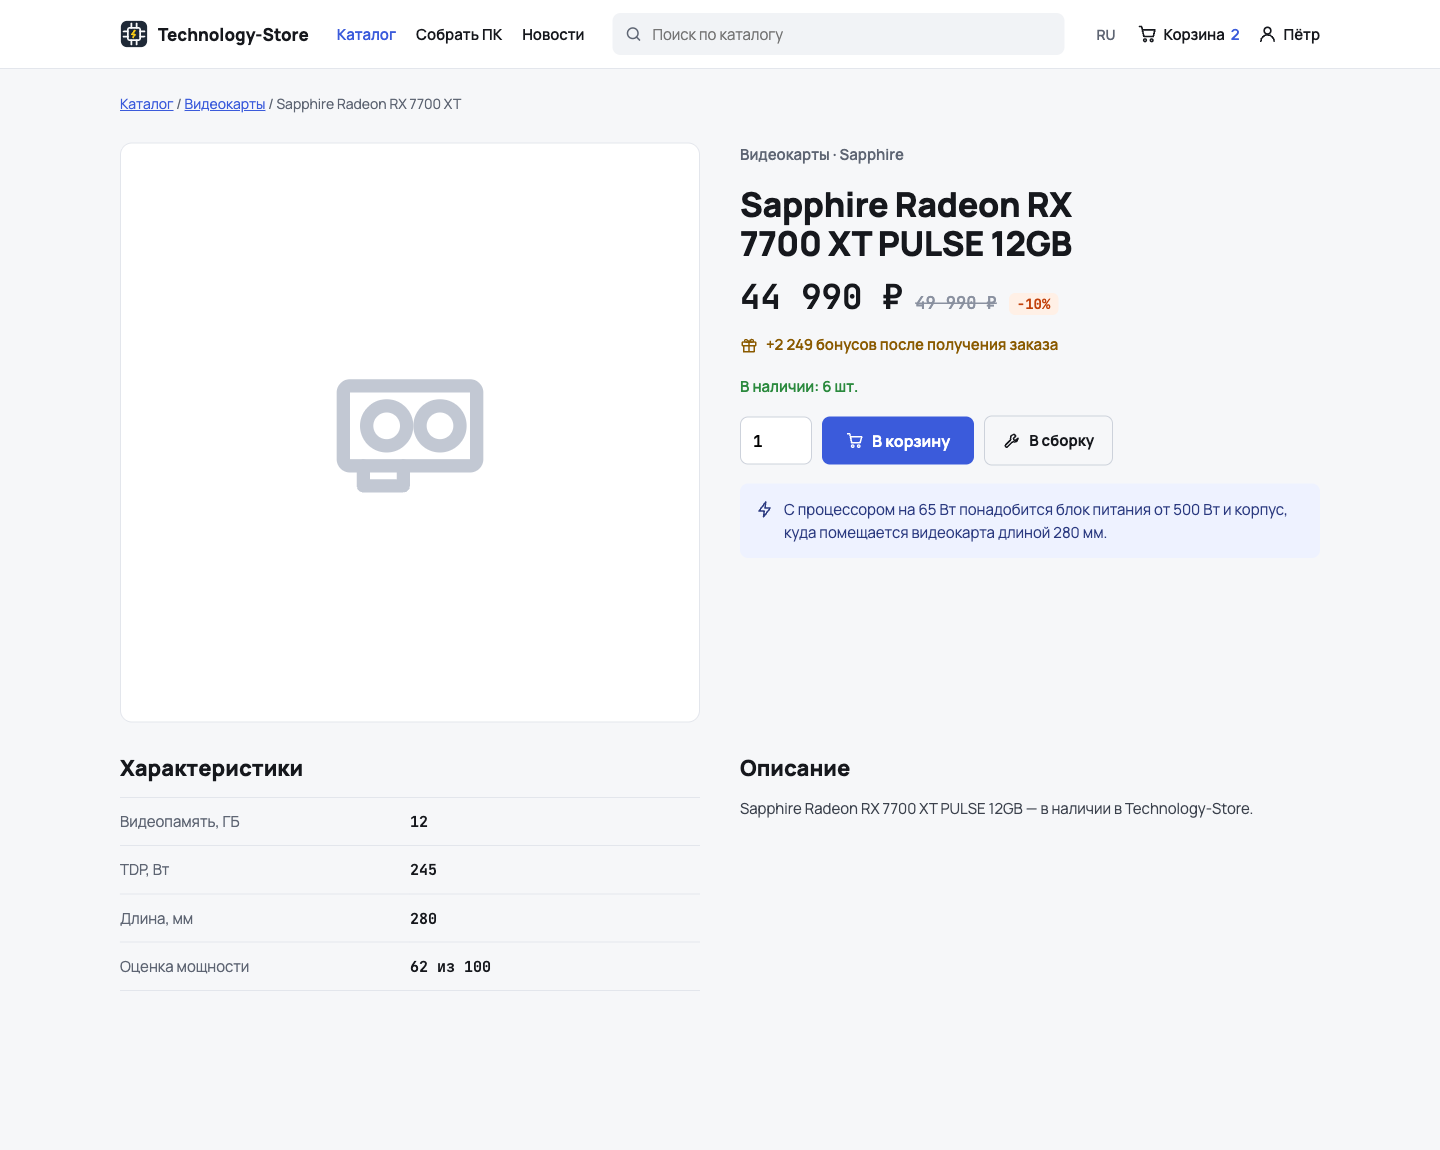 Technology-Store
Каталог
Собрать ПК
Новости
Поиск по каталогу
RU
Корзина 2
Пётр
Каталог / Видеокарты / Sapphire Radeon RX 7700 XT
Видеокарты · Sapphire
Sapphire Radeon RX
7700 XT PULSE 12GB
44 990 ₽ 49 990 ₽ -10%
+2 249 бонусов после получения заказа
В наличии: 6 шт.
1
В корзину
В сборку
С процессором на 65 Вт понадобится блок питания от 500 Вт и корпус,
куда помещается видеокарта длиной 280 мм.
Характеристики
Видеопамять, ГБ 12
TDP, Вт 245
Длина, мм 280
Оценка мощности 62 из 100
Описание
Sapphire Radeon RX 7700 XT PULSE 12GB — в наличии в Technology-Store.